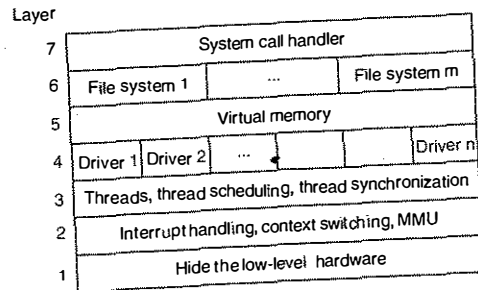 Layer
7 System call handler
6 File system 1 ... File system m
5 Virtual memory
4 Driver 1 Driver 2 ... Driver n
3 Threads, thread scheduling, thread synchronization
2 Interrupt handling, context switching, MMU
1 Hide the low-level hardware